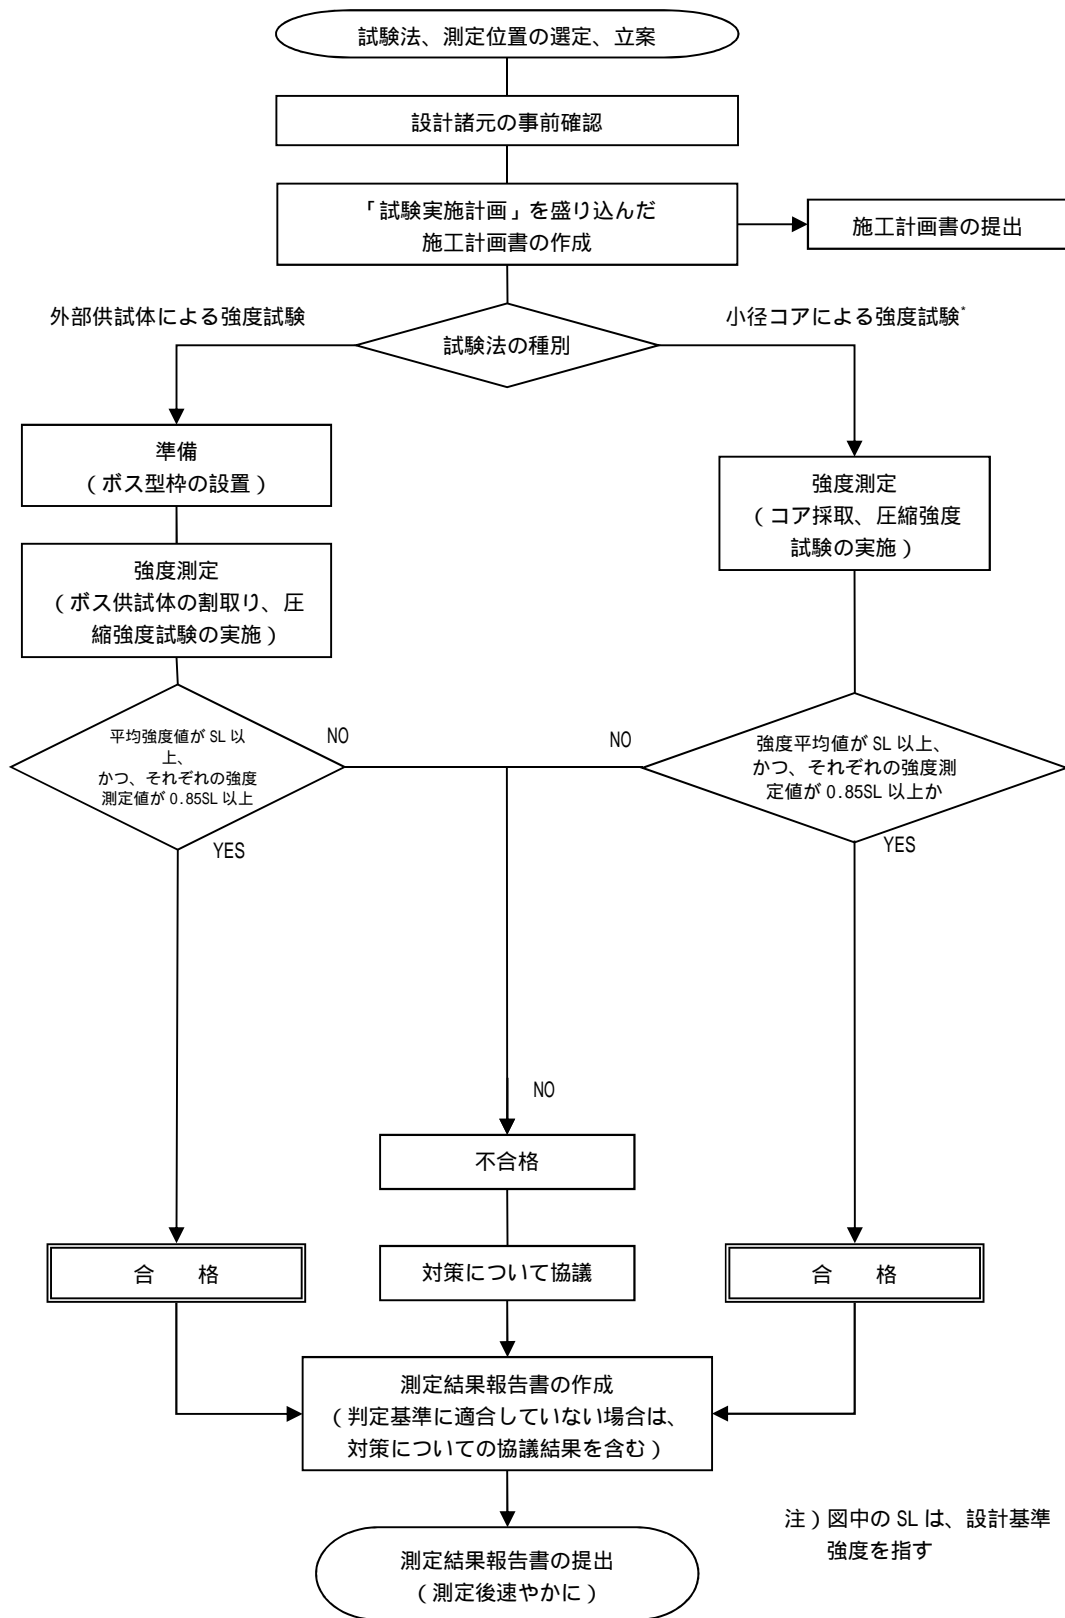 試験法、測定位置の選定、立案
設計諸元の事前確認
「試験実施計画」を盛り込んだ
施工計画書の作成
施工計画書の提出
外部供試体による強度試験
小径コアによる強度試験*
試験法の種別
準備
（ボス型枠の設置）
強度測定
（ボス供試体の割取り、圧
縮強度試験の実施）
強度測定
（コア採取、圧縮強度
試験の実施）
平均強度値が SL 以
上、
かつ、それぞれの強度
測定値が 0.85SL 以上
NO
NO
強度平均値が SL 以上、
かつ、それぞれの強度測
定値が 0.85SL 以上か
YES
YES
NO
不合格
合　　格
対策について協議
合　　格
測定結果報告書の作成
（判定基準に適合していない場合は、
対策についての協議結果を含む）
測定結果報告書の提出
（測定後速やかに）
注）図中の SL は、設計基準
強度を指す